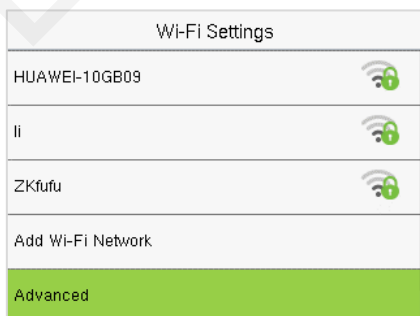 Wi-Fi Settings
HUAWEI-10GB09
li
ZKfufu
Add Wi-Fi Network
Advanced